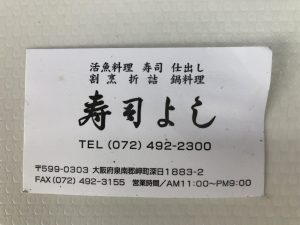 活魚料理 寿司 仕出し
割烹 折詰 鍋料理
寿司よし
TEL (072) 492-2300
〒599-0303 大阪府泉南郡岬町深日1883-2
FAX (072) 492-3155 営業時間／AM11:00〜PM9:00